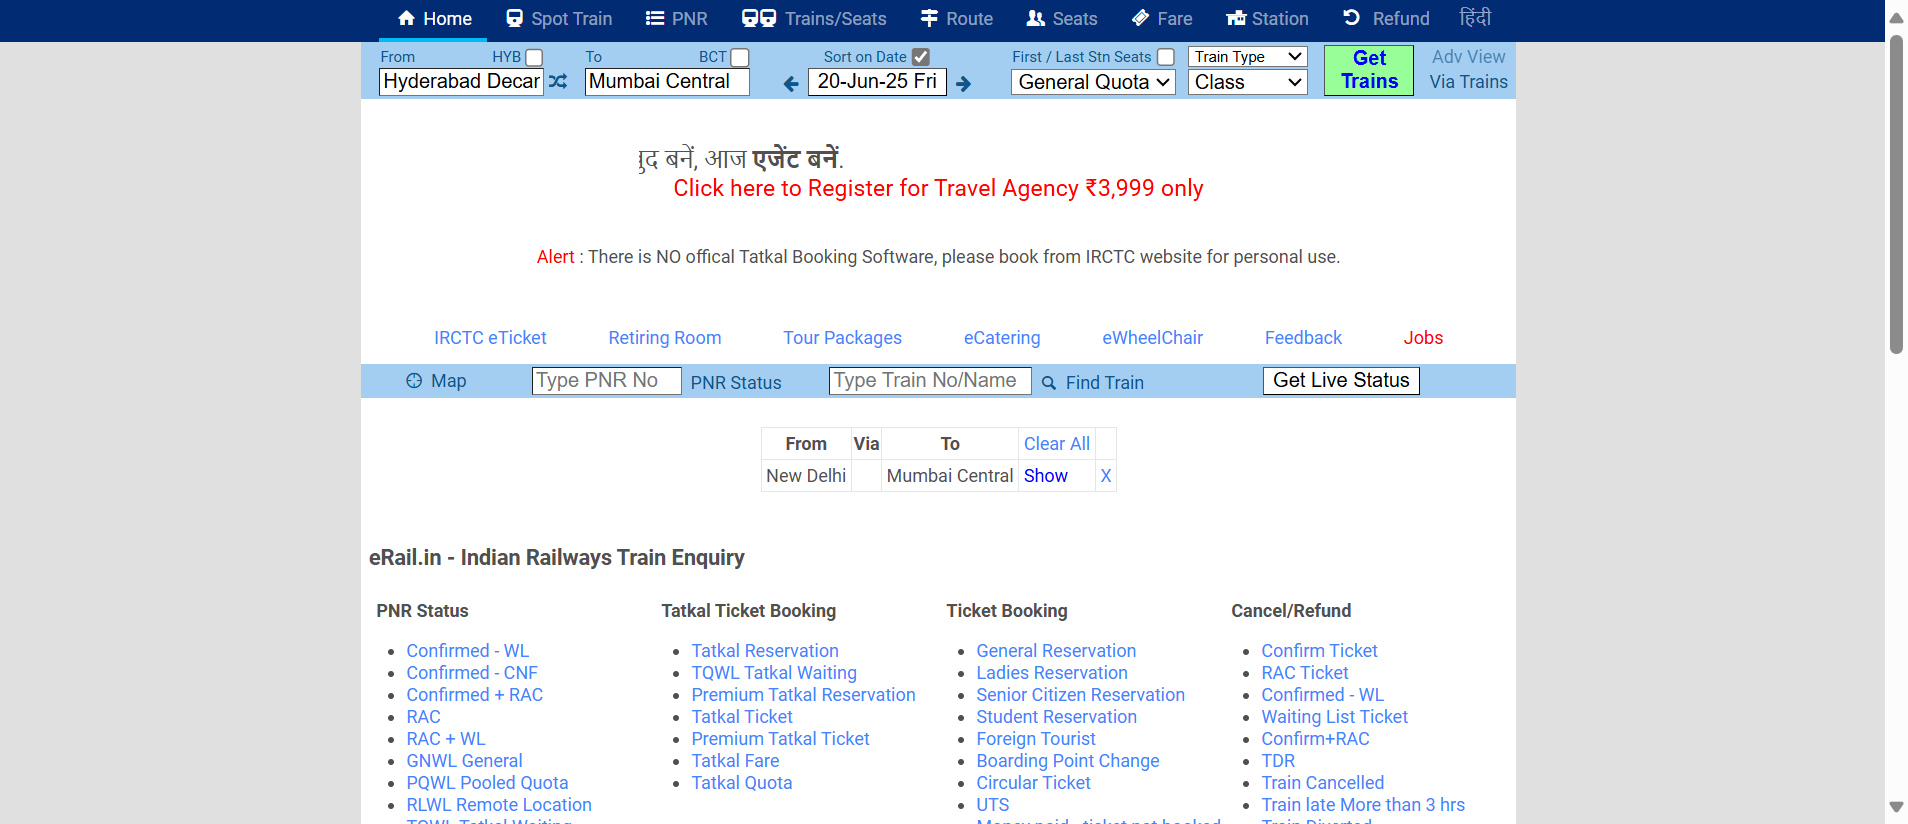 Home Spot Train PNR Trains/Seats Route Seats Fare Station Refund हिंदी
From HYB To BCT Sort on Date First / Last Stn Seats Train Type Get Trains Adv View
Hyderabad Decan Mumbai Central 20-Jun-25 Fri General Quota Class Via Trains
बनें, आज एजेंट बनें.
Click here to Register for Travel Agency ₹3,999 only
Alert : There is NO offical Tatkal Booking Software, please book from IRCTC website for personal use.
IRCTC eTicket Retiring Room Tour Packages eCatering eWheelChair Feedback Jobs
Map Type PNR No PNR Status Type Train No/Name Find Train Get Live Status
From Via To Clear All
New Delhi Mumbai Central Show X
eRail.in - Indian Railways Train Enquiry
PNR Status
Confirmed - WL
Confirmed - CNF
Confirmed + RAC
RAC
RAC + WL
GNWL General
PQWL Pooled Quota
RLWL Remote Location
Tatkal Ticket Booking
Tatkal Reservation
TQWL Tatkal Waiting
Premium Tatkal Reservation
Tatkal Ticket
Premium Tatkal Ticket
Tatkal Fare
Tatkal Quota
Ticket Booking
General Reservation
Ladies Reservation
Senior Citizen Reservation
Student Reservation
Foreign Tourist
Boarding Point Change
Circular Ticket
UTS
Cancel/Refund
Confirm Ticket
RAC Ticket
Confirmed - WL
Waiting List Ticket
Confirm+RAC
TDR
Train Cancelled
Train late More than 3 hrs